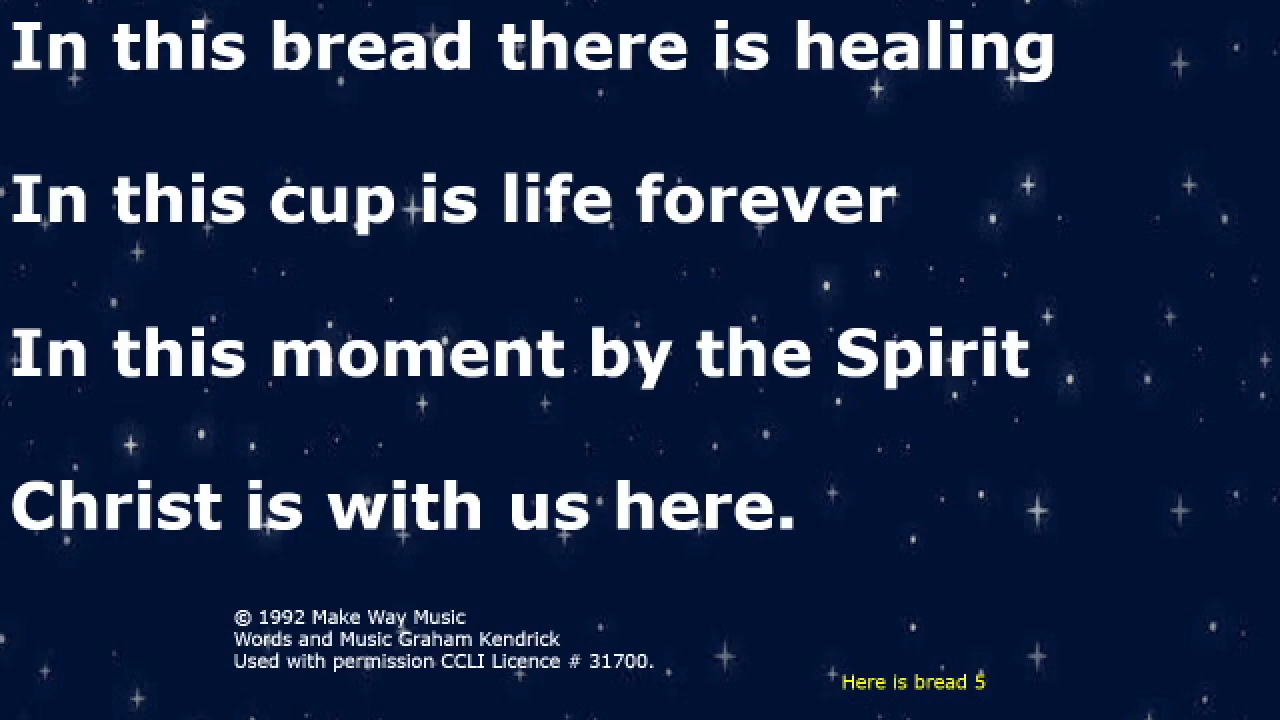 In this bread there is healing
In this cup is life forever
In this moment by the Spirit
Christ is with us here.
© 1992 Make Way Music
Words and Music Graham Kendrick
Used with permission CCLI Licence # 31700.
Here is bread 5